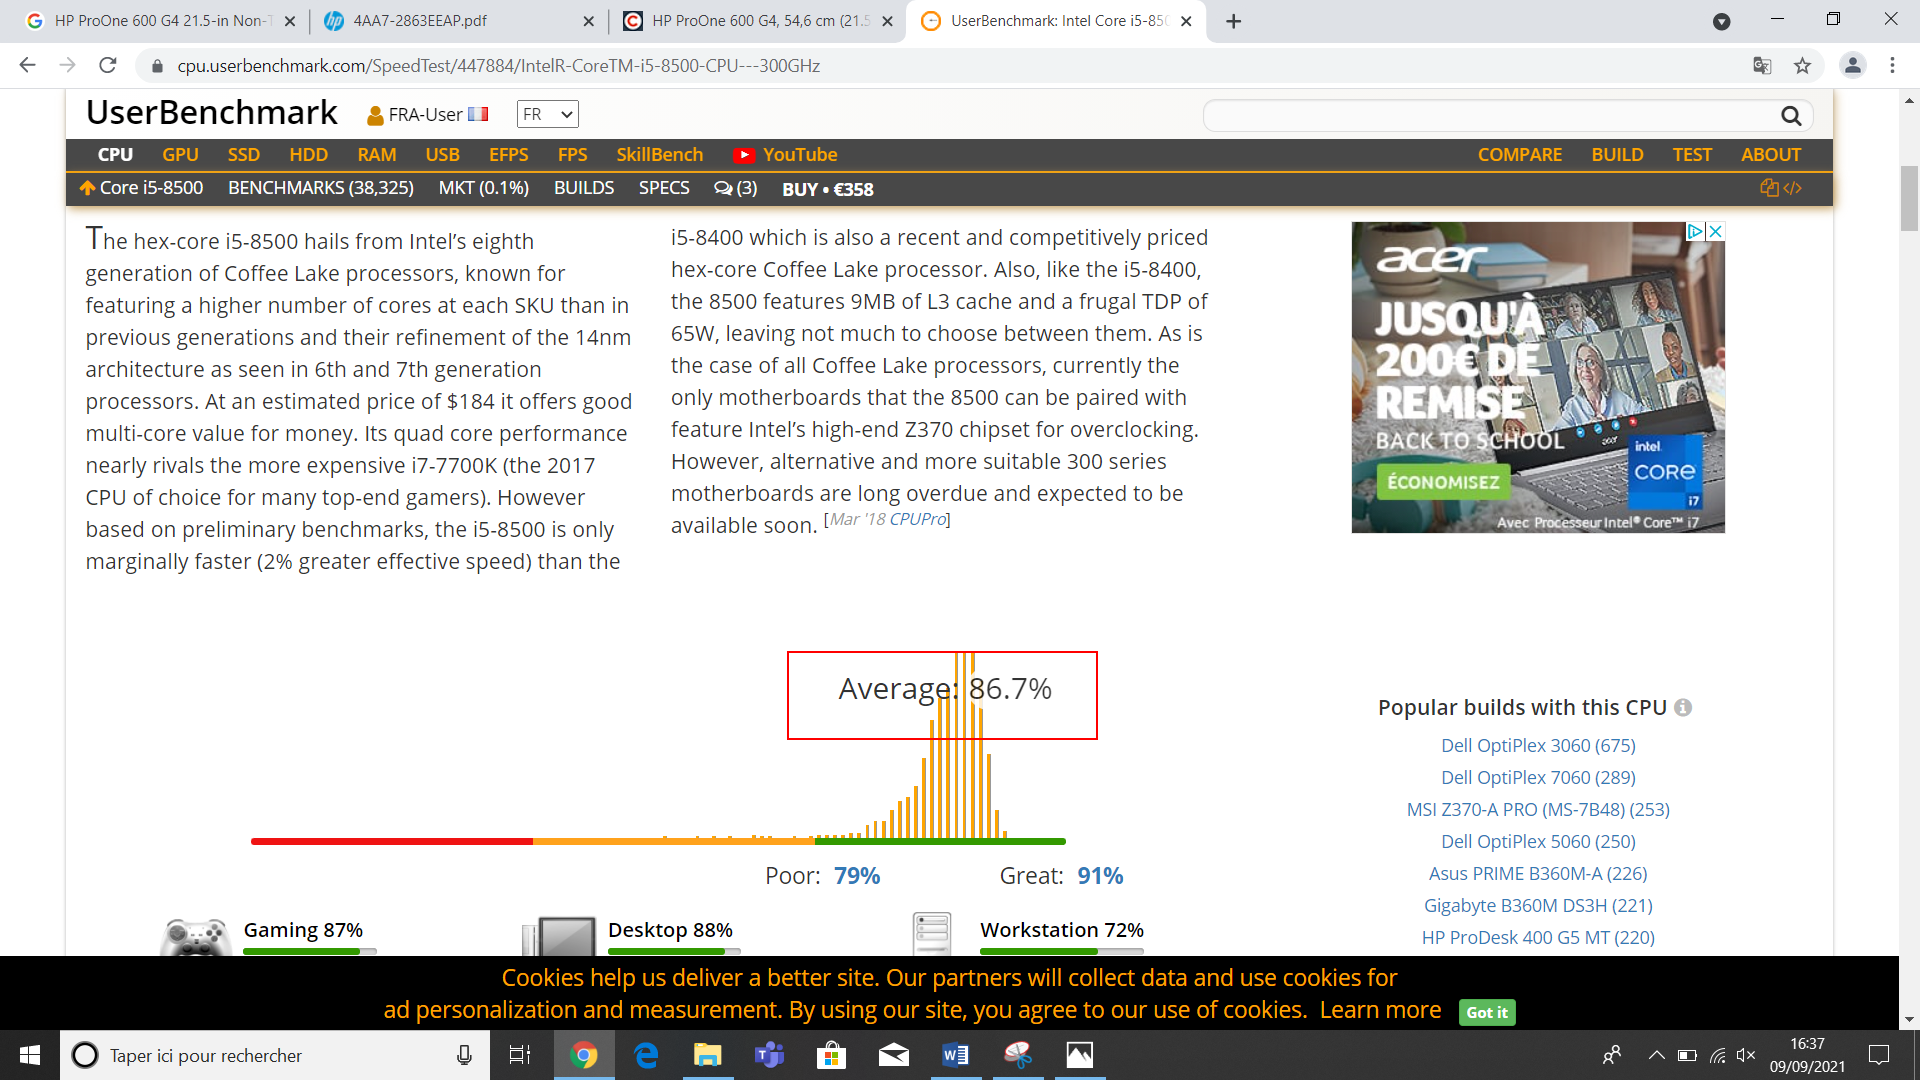 HP ProOne 600 G4 21.5-in Non-T
4AA7-2863EEAP.pdf
HP ProOne 600 G4, 54,6 cm (21.5
UserBenchmark: Intel Core i5-850
cpu.userbenchmark.com/SpeedTest/447884/IntelR-CoreTM-i5-8500-CPU---300GHz
UserBenchmark
FRA-User
FR
CPU GPU SSD HDD RAM USB EFPS FPS SkillBench YouTube COMPARE BUILD TEST ABOUT
Core i5-8500 BENCHMARKS (38,325) MKT (0.1%) BUILDS SPECS (3) BUY • €358
The hex-core i5-8500 hails from Intel’s eighth
generation of Coffee Lake processors, known for
featuring a higher number of cores at each SKU than in
previous generations and their refinement of the 14nm
architecture as seen in 6th and 7th generation
processors. At an estimated price of $184 it offers good
multi-core value for money. Its quad core performance
nearly rivals the more expensive i7-7700K (the 2017
CPU of choice for many top-end gamers). However
based on preliminary benchmarks, the i5-8500 is only
marginally faster (2% greater effective speed) than the
i5-8400 which is also a recent and competitively priced
hex-core Coffee Lake processor. Also, like the i5-8400,
the 8500 features 9MB of L3 cache and a frugal TDP of
65W, leaving not much to choose between them. As is
the case of all Coffee Lake processors, currently the
only motherboards that the 8500 can be paired with
feature Intel’s high-end Z370 chipset for overclocking.
However, alternative and more suitable 300 series
motherboards are long overdue and expected to be
available soon. [Mar '18 CPUPro]
acer
JUSQU'À
200€ DE
REMISE
BACK TO SCHOOL
ÉCONOMISEZ
acer
intel
CORE
i7
Avec Processeur Intel® Core™ i7
Average: 86.7%
Poor: 79% Great: 91%
Gaming 87% Desktop 88% Workstation 72%
Popular builds with this CPU
Dell OptiPlex 3060 (675)
Dell OptiPlex 7060 (289)
MSI Z370-A PRO (MS-7B48) (253)
Dell OptiPlex 5060 (250)
Asus PRIME B360M-A (226)
Gigabyte B360M DS3H (221)
HP ProDesk 400 G5 MT (220)
Cookies help us deliver a better site. Our partners will collect data and use cookies for
ad personalization and measurement. By using our site, you agree to our use of cookies. Learn more Got it
Taper ici pour rechercher
16:37
09/09/2021